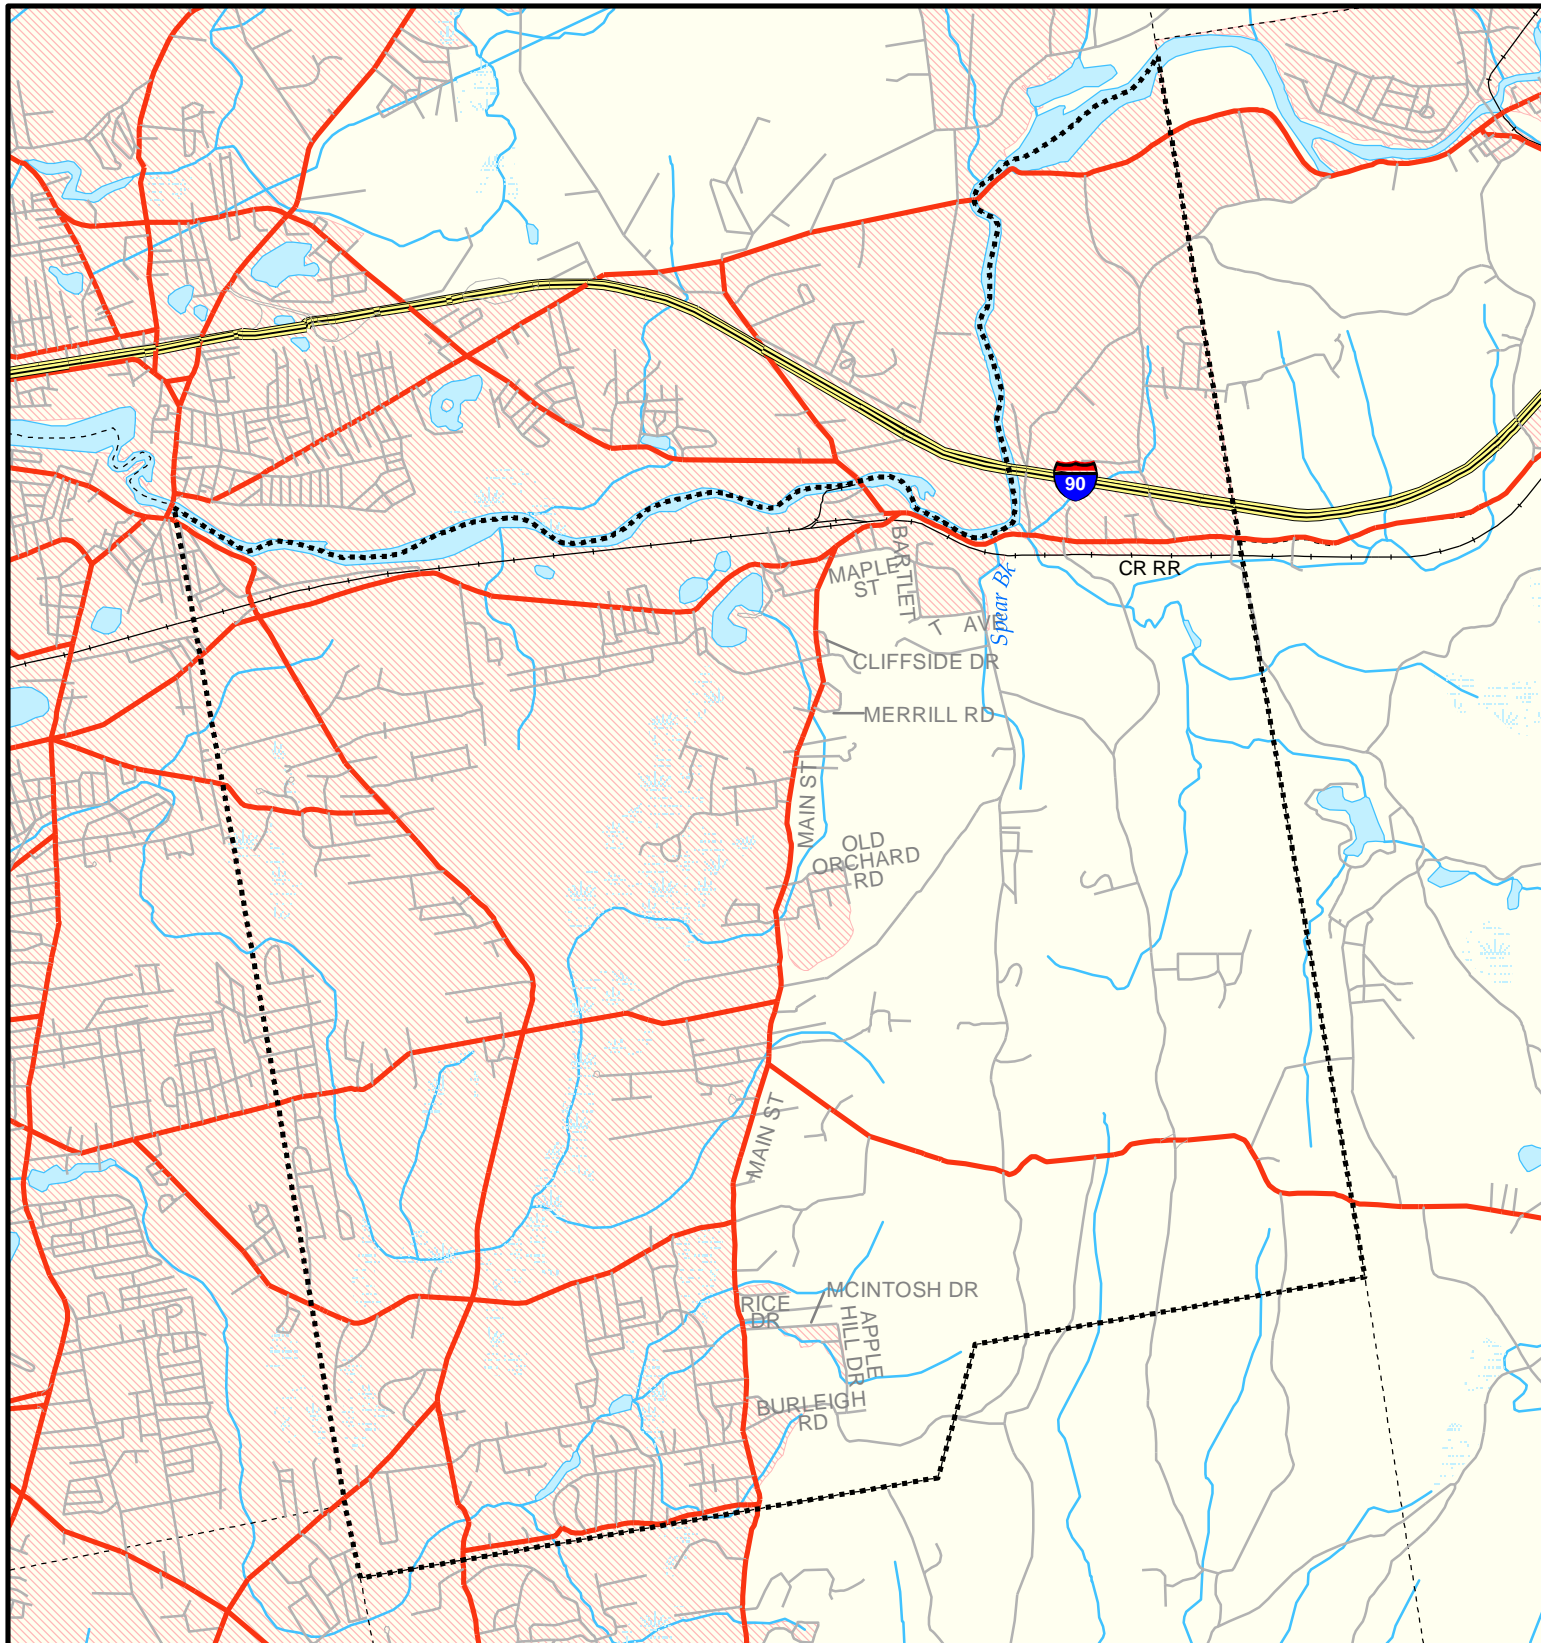 90
BARTLET
T AVE
CR RR
MAPLE
ST
Spear Bk
CLIFFSIDE DR
MERRILL RD
MAIN ST
OLD
ORCHARD
RD
MAIN ST
MCINTOSH DR
RICE
DR
APPLE
HILL DR
BURLEIGH
RD